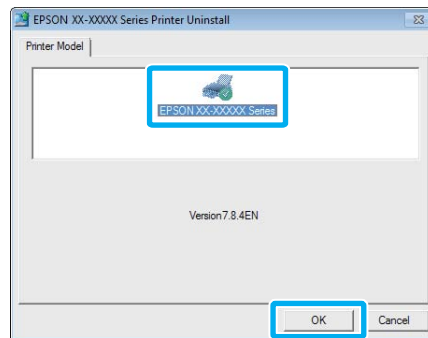 EPSON XX-XXXXX Series Printer Uninstall
Printer Model
EPSON XX-XXXXX Series
Version7.8.4EN
OK
Cancel